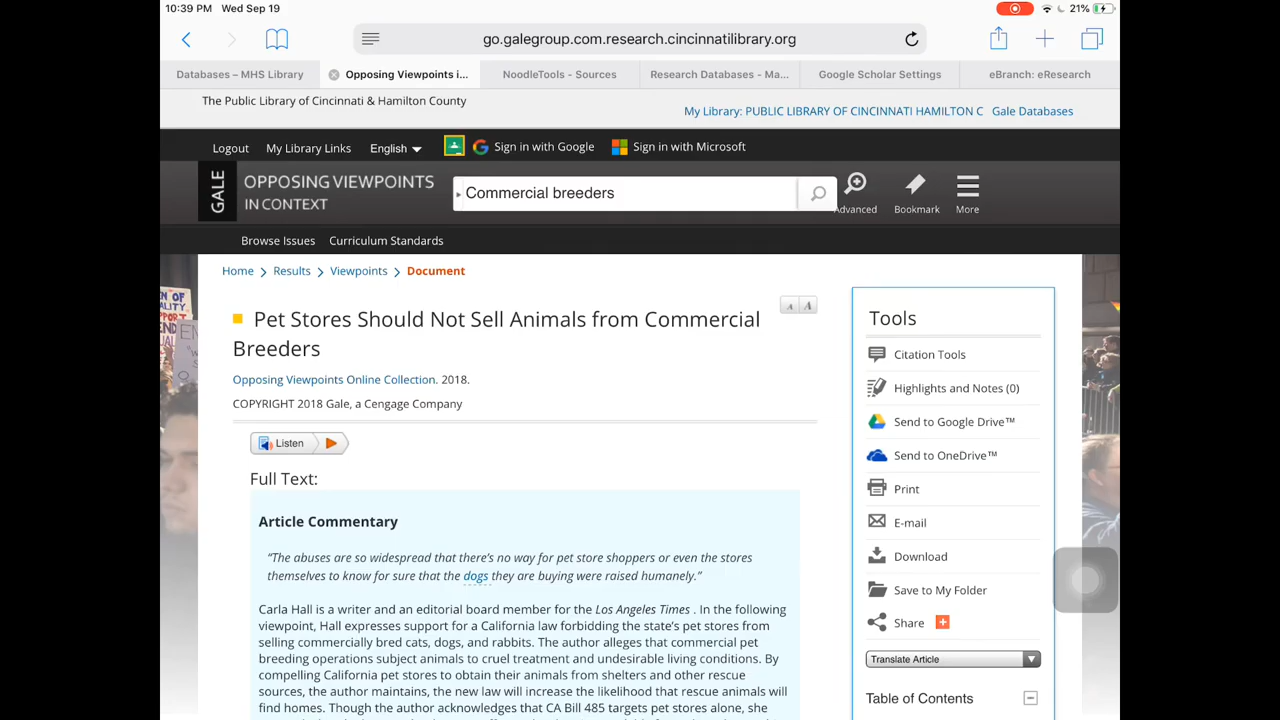 10:39 PM Wed Sep 19
21%
go.galegroup.com.research.cincinnatilibrary.org
Databases – MHS Library
Opposing Viewpoints i...
NoodleTools - Sources
Research Databases - Ma...
Google Scholar Settings
eBranch: eResearch
The Public Library of Cincinnati & Hamilton County
My Library: PUBLIC LIBRARY OF CINCINNATI HAMILTON C Gale Databases
Logout My Library Links English Sign in with Google Sign in with Microsoft
GALE
OPPOSING VIEWPOINTS
IN CONTEXT
Commercial breeders
Advanced Bookmark More
Browse Issues Curriculum Standards
Home > Results > Viewpoints > Document
Pet Stores Should Not Sell Animals from Commercial
Breeders
A A
Opposing Viewpoints Online Collection. 2018.
COPYRIGHT 2018 Gale, a Cengage Company
Listen
Full Text:
Article Commentary
“The abuses are so widespread that there’s no way for pet store shoppers or even the stores
themselves to know for sure that the dogs they are buying were raised humanely.”
Carla Hall is a writer and an editorial board member for the Los Angeles Times . In the following
viewpoint, Hall expresses support for a California law forbidding the state’s pet stores from
selling commercially bred cats, dogs, and rabbits. The author alleges that commercial pet
breeding operations subject animals to cruel treatment and undesirable living conditions. By
compelling California pet stores to obtain their animals from shelters and other rescue
sources, the author maintains, the new law will increase the likelihood that rescue animals will
find homes. Though the author acknowledges that CA Bill 485 targets pet stores alone, she
Tools
Citation Tools
Highlights and Notes (0)
Send to Google Drive™
Send to OneDrive™
Print
E-mail
Download
Save to My Folder
Share
Translate Article
Table of Contents